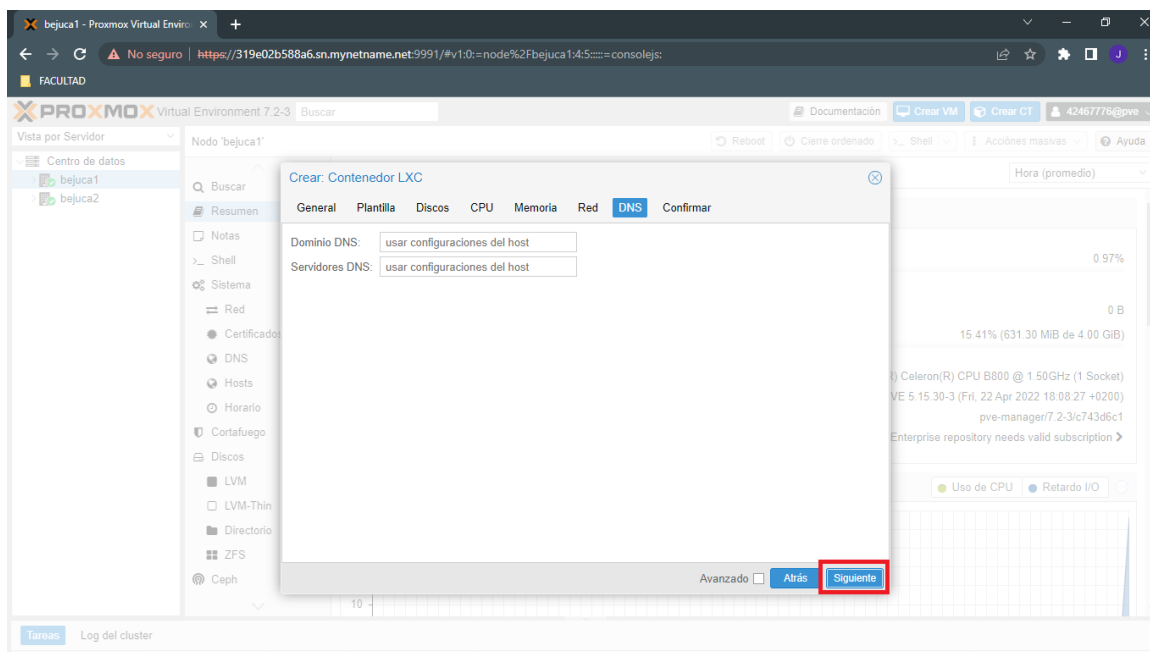 bejuca1 - Proxmox Virtual Enviro
No seguro https://319e02b588a6.sn.mynetname.net:9991/#v1:0:=node%2Fbejuca1:4:5:::::=consolejs:
J
FACULTAD
PROXMOX Virtual Environment 7.2-3 Buscar Documentación Crear VM Crear CT 42467776@pve
Vista por Servidor
Nodo 'bejuca1' Reboot Cierre ordenado Shell Acciónes masivas Ayuda
Centro de datos
bejuca1
bejuca2
Buscar
Resumen
Notas
Shell
Sistema
Red
Certificados
DNS
Hosts
Horario
Cortafuego
Discos
LVM
LVM-Thin
Directorio
ZFS
Ceph
Hora (promedio)
Crear: Contenedor LXC
General Plantilla Discos CPU Memoria Red DNS Confirmar
Dominio DNS: usar configuraciones del host
Servidores DNS: usar configuraciones del host
Avanzado Atrás Siguiente
0.97%
0 B
15.41% (631.30 MiB de 4.00 GiB)
Celeron(R) CPU B800 @ 1.50GHz (1 Socket)
VE 5.15.30-3 (Fri, 22 Apr 2022 18:08:27 +0200)
pve-manager/7.2-3/c743d6c1
Enterprise repository needs valid subscription
Uso de CPU Retardo I/O
10
Tareas Log del cluster